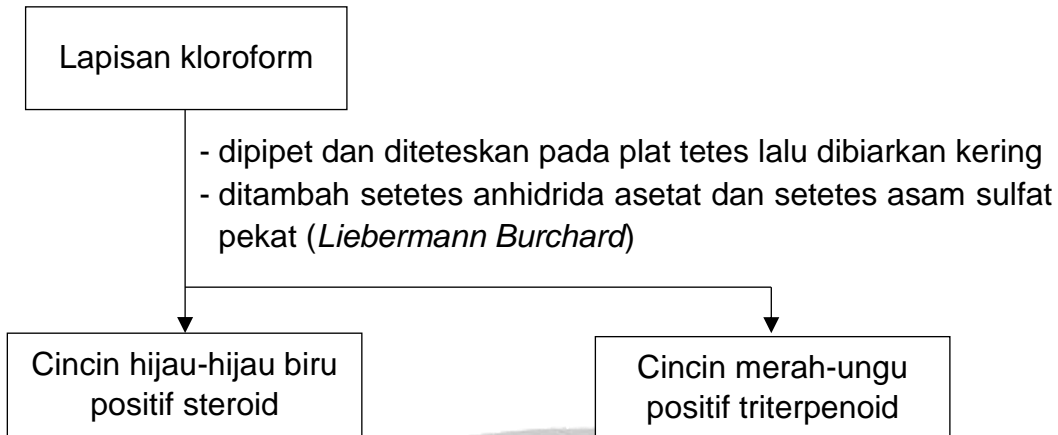 Lapisan kloroform
- dipipet dan diteteskan pada plat tetes lalu dibiarkan kering
- ditambah setetes anhidrida asetat dan setetes asam sulfat
pekat (Liebermann Burchard)
Cincin hijau-hijau biru
positif steroid
Cincin merah-ungu
positif triterpenoid